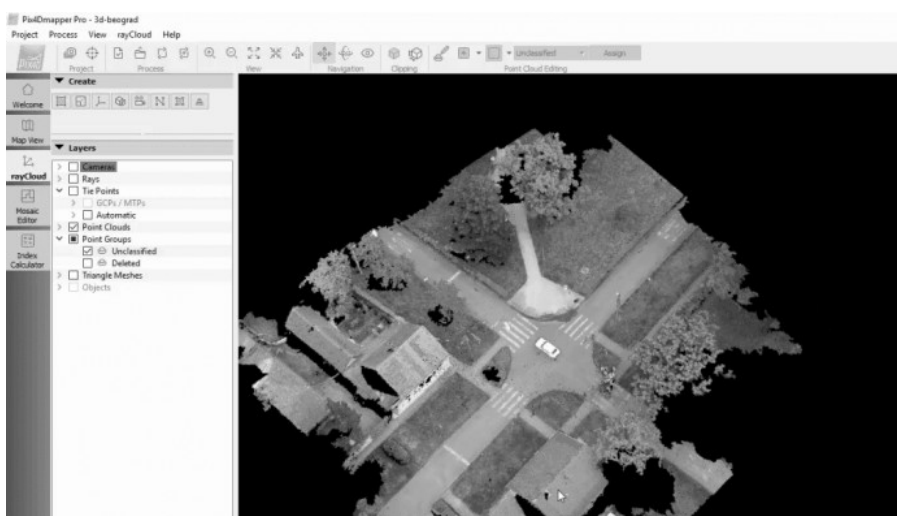 Pix4Dmapper Pro - 3d-beograd
Project Process View rayCloud Help
Unclassified Assign
Project Process View Navigation Clipping Point Cloud Editing
Create
Welcome
Map View
Layers
rayCloud
Cameras
Rays
Tie Points
GCPs / MTPs
Mosaic Editor
Automatic
Point Clouds
Point Groups
Index Calculator
Unclassified
Deleted
Triangle Meshes
Objects